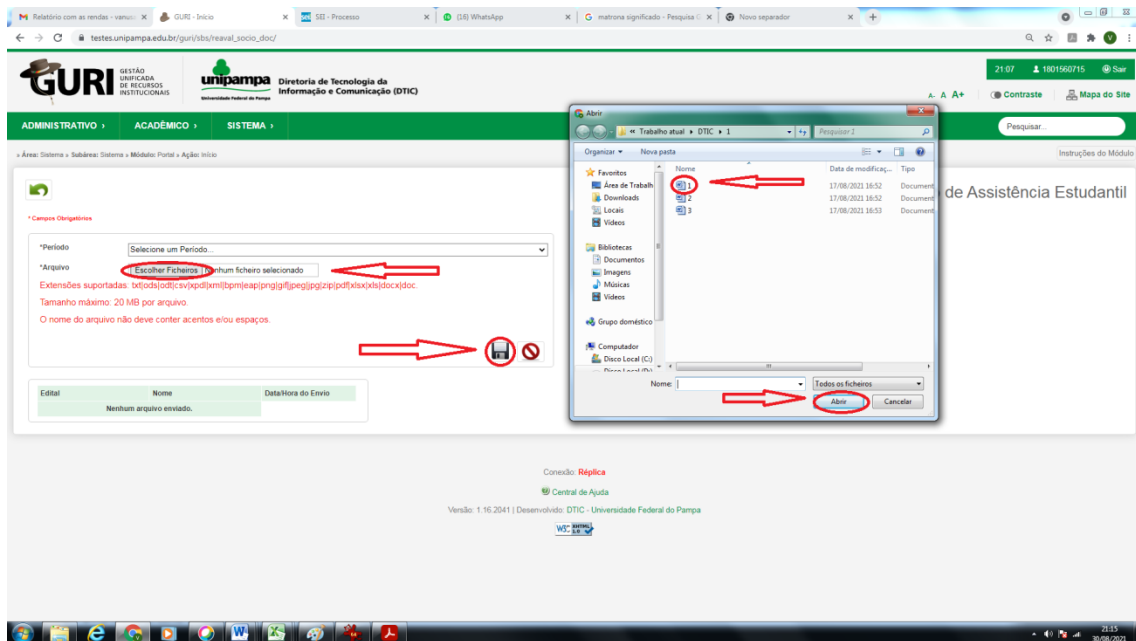 Relatório com as rendas - vanus
GURI - Início
SEI - Processo
(16) WhatsApp
matrona significado - Pesquisa G
Novo separador
testes.unipampa.edu.br/guri/sbs/reaval_socio_doc/
GURI
GESTÃO
UNIFICADA
DE RECURSOS
INSTITUCIONAIS
unipampa
Universidade Federal do Pampa
Diretoria de Tecnologia da
Informação e Comunicação (DTIC)
21:07 1801560715 Sair
A- A A+ Contraste Mapa do Site
ADMINISTRATIVO › ACADÊMICO › SISTEMA ›
Pesquisar...
» Área: Sistema » Subárea: Sistema » Módulo: Portal » Ação: Início
Instruções do Módulo
de Assistência Estudantil
* Campos Obrigatórios
*Período Selecione um Período...
*Arquivo Escolher Ficheiros Nenhum ficheiro selecionado
Extensões suportadas: txt|ods|odt|csv|xpdl|xml|bpm|eap|png|gif|jpeg|jpg|zip|pdf|xlsx|xls|docx|doc.
Tamanho máximo: 20 MB por arquivo.
O nome do arquivo não deve conter acentos e/ou espaços.
Edital Nome Data/Hora do Envio
Nenhum arquivo enviado.
Abrir
« Trabalho atual DTIC 1
Pesquisar 1
Organizar Nova pasta
Nome Data de modificaç... Tipo
1 17/08/2021 16:52 Document
2 17/08/2021 16:52 Document
3 17/08/2021 16:53 Document
Favoritos
Área de Trabalh
Downloads
Locais
Vídeos
Bibliotecas
Documentos
Imagens
Música
Vídeos
Grupo doméstico
Computador
Disco Local (C:)
Disco Local (D:)
Nome: Todos os ficheiros
Abrir Cancelar
Conexão: Réplica
Central de Ajuda
Versão: 1.16.2041 | Desenvolvido: DTIC - Universidade Federal do Pampa
W3C XHTML 1.0
21:15
30/08/2021